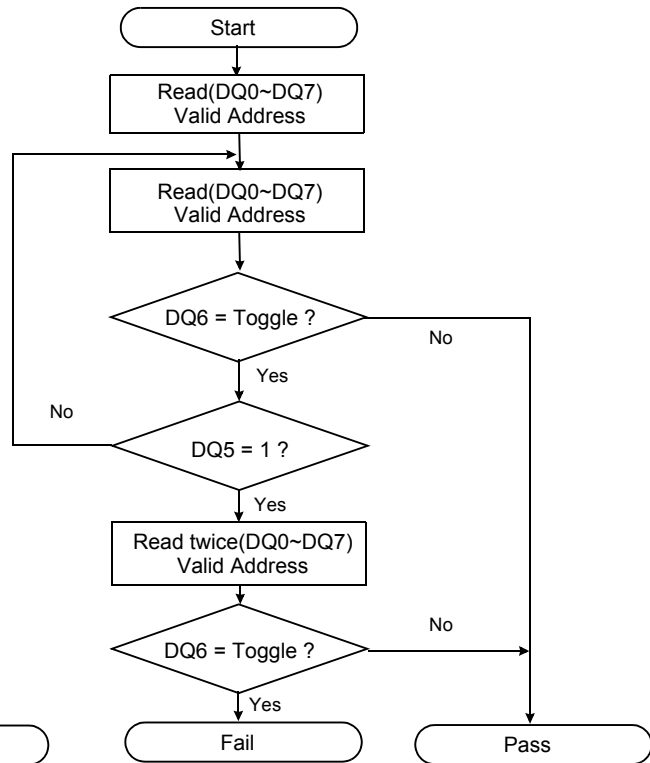 Start
Read(DQ0~DQ7)
Valid Address
Read(DQ0~DQ7)
Valid Address
DQ6 = Toggle ?
No
Yes
No
DQ5 = 1 ?
Yes
Read twice(DQ0~DQ7)
Valid Address
No
DQ6 = Toggle ?
Yes
Fail
Pass